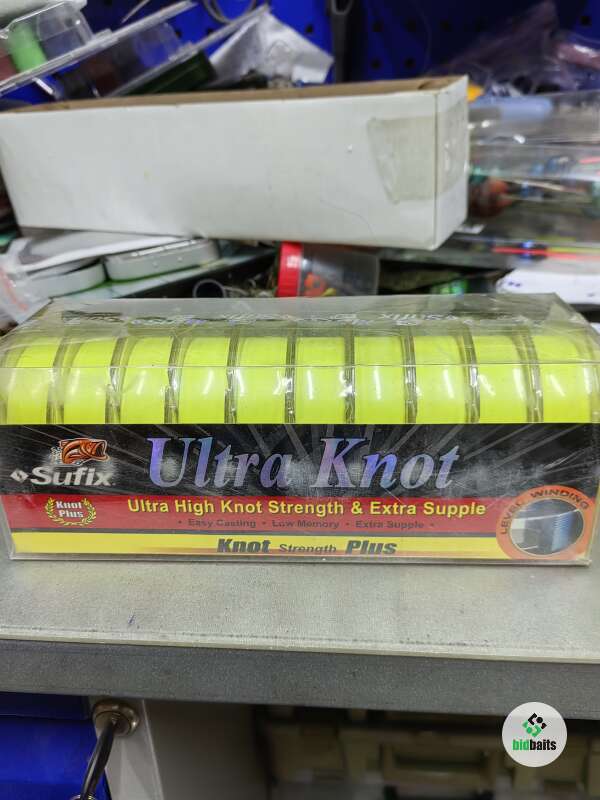 Sufix
Ultra Knot
Knot
Plus
Ultra High Knot Strength & Extra Supple
• Easy Casting • Low Memory • Extra Supple •
Knot Strength Plus
LEVEL WINDING
bidbaits